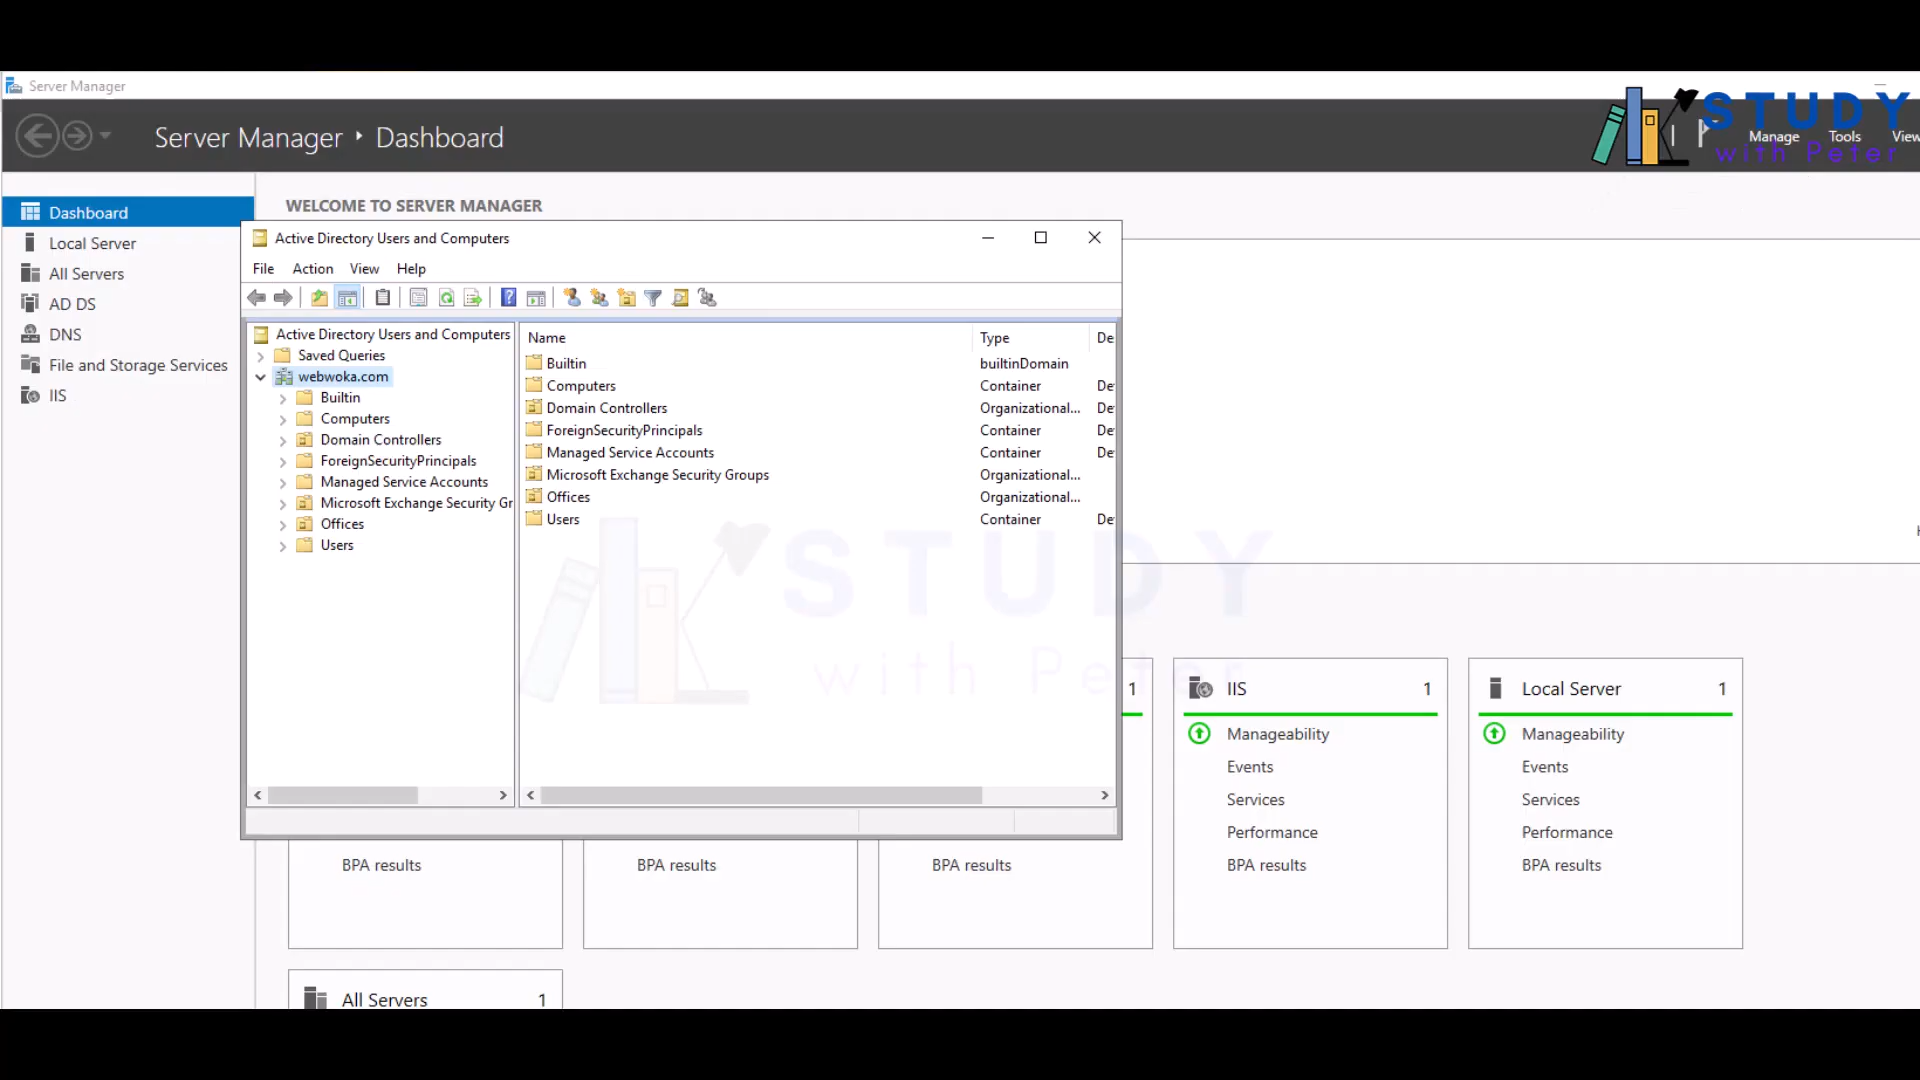 Server Manager
Server Manager ‣ Dashboard
Manage Tools View
STUDY
with Peter
Dashboard
Local Server
All Servers
AD DS
DNS
File and Storage Services
IIS
WELCOME TO SERVER MANAGER
Active Directory Users and Computers
File Action View Help
Active Directory Users and Computers
Saved Queries
webwoka.com
Builtin
Computers
Domain Controllers
ForeignSecurityPrincipals
Managed Service Accounts
Microsoft Exchange Security Gr
Offices
Users
Name Type De
Builtin builtinDomain
Computers Container De
Domain Controllers Organizational... De
ForeignSecurityPrincipals Container De
Managed Service Accounts Container De
Microsoft Exchange Security Groups Organizational...
Offices Organizational...
Users Container De
STUDY
with Peter
1
BPA results
BPA results
BPA results
IIS 1
Manageability
Events
Services
Performance
BPA results
Local Server 1
Manageability
Events
Services
Performance
BPA results
All Servers 1